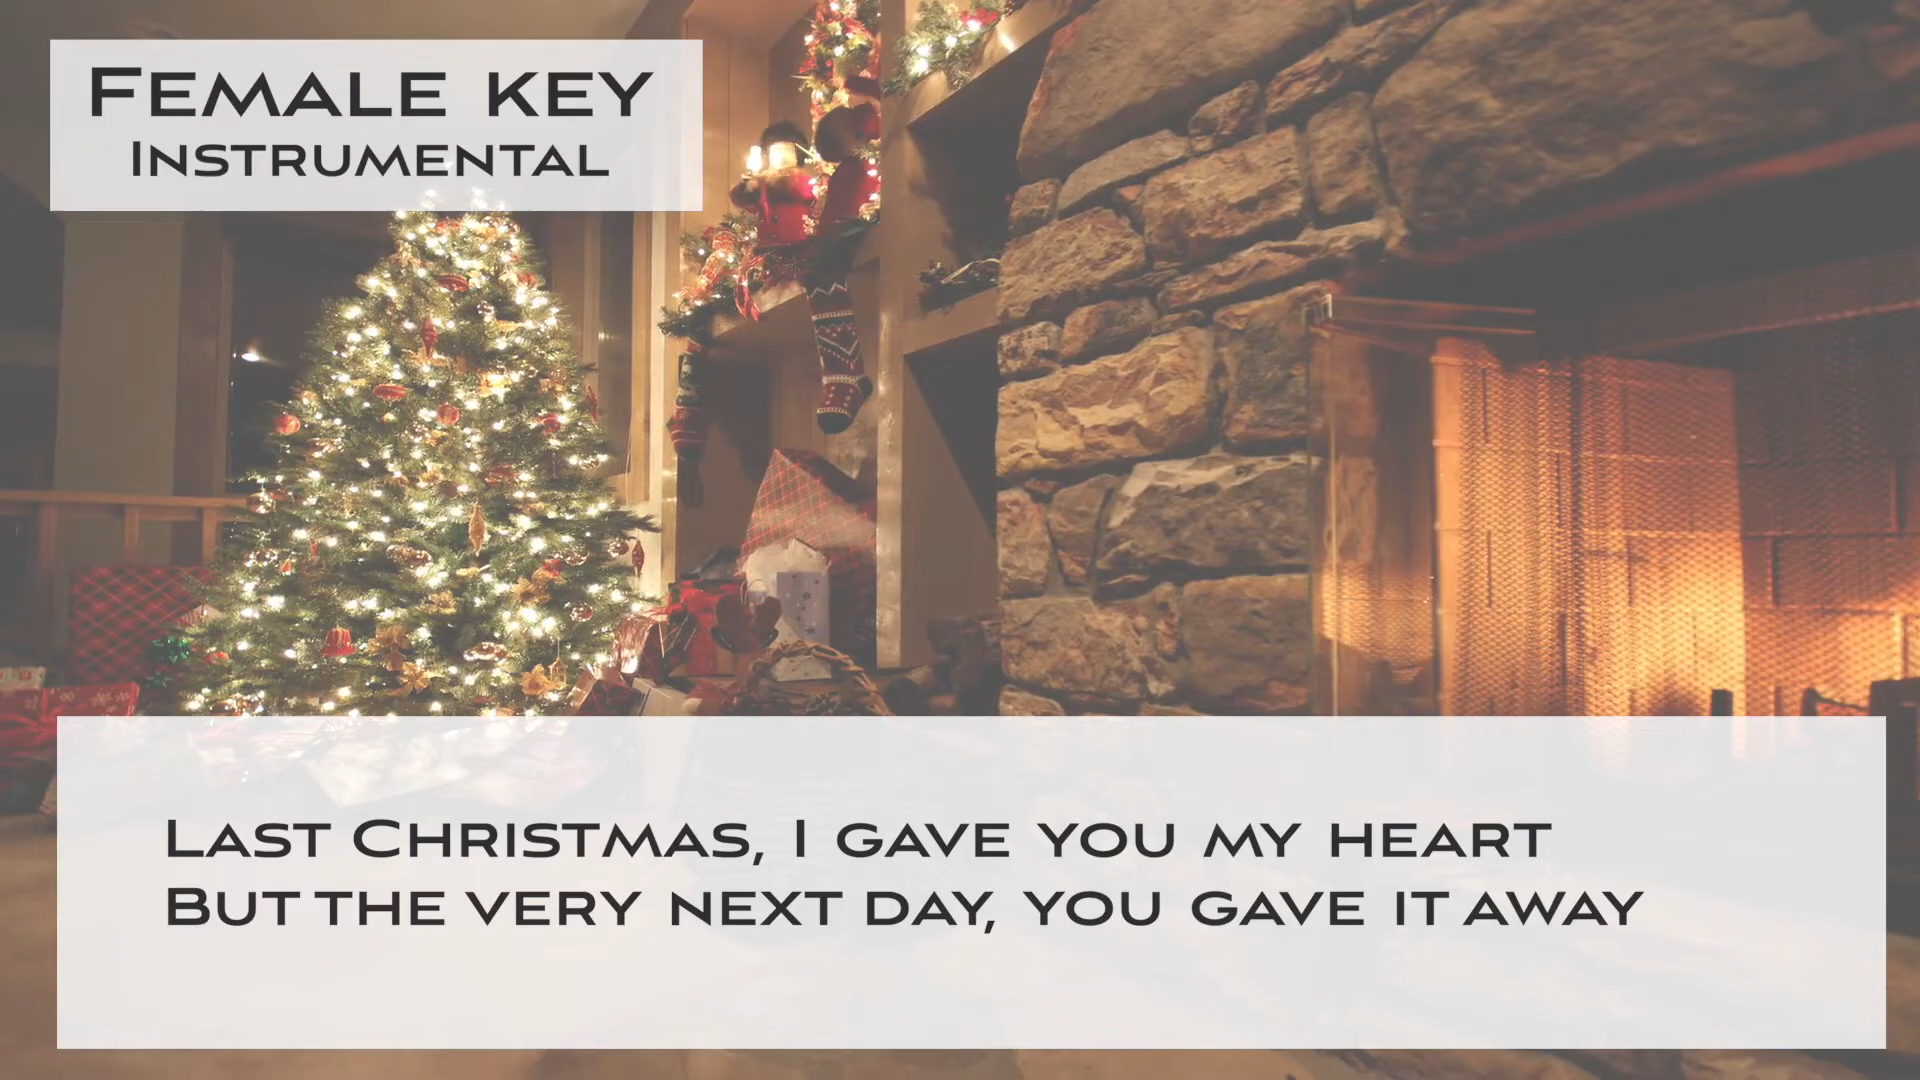 Female key
Instrumental
Last Christmas, I gave you my heart
But the very next day, you gave it away